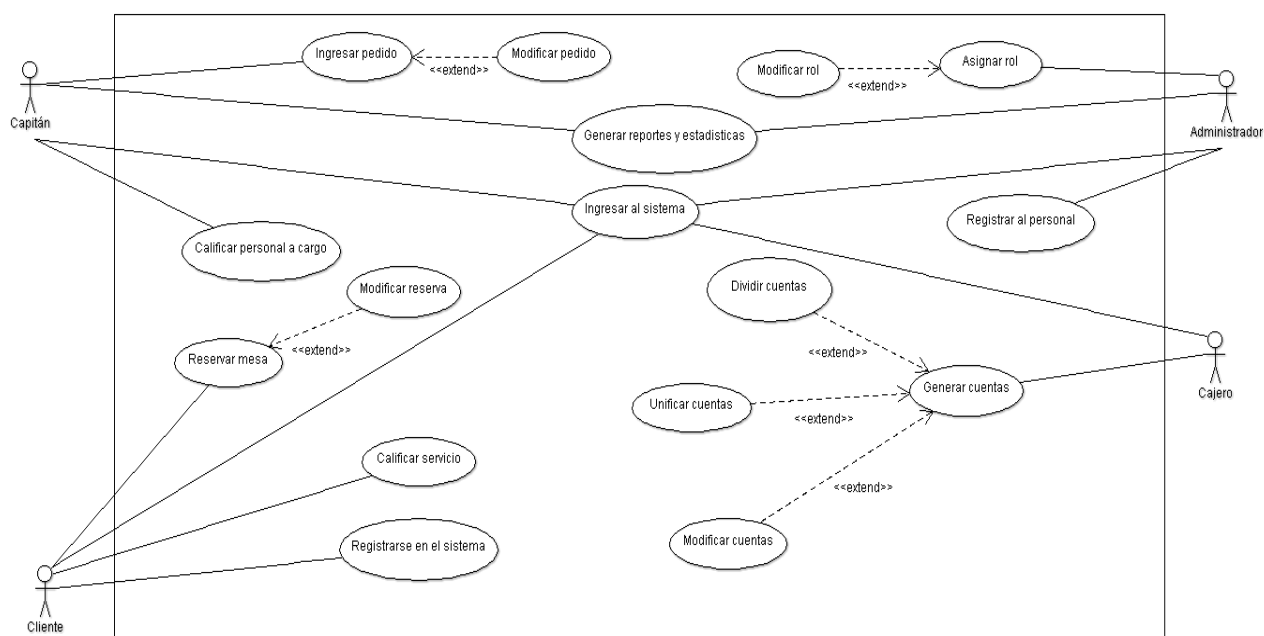 Ingresar pedido
<<extend>>
Modificar pedido
Modificar rol
<<extend>>
Asignar rol
Capitán
Administrador
Generar reportes y estadisticas
Ingresar al sistema
Registrar al personal
Calificar personal a cargo
Modificar reserva
<<extend>>
Reservar mesa
Dividir cuentas
<<extend>>
Generar cuentas
Cajero
Unificar cuentas
<<extend>>
Calificar servicio
<<extend>>
Modificar cuentas
Registrarse en el sistema
Cliente